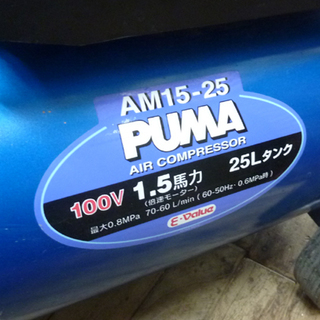 AM15-25
PUMA
AIR COMPRESSOR
100V 1.5馬力 25Lタンク
(倍速モーター)
最大0.8MPa 70-60 L/min (60-50Hz·0.6MPa時)
E-Value